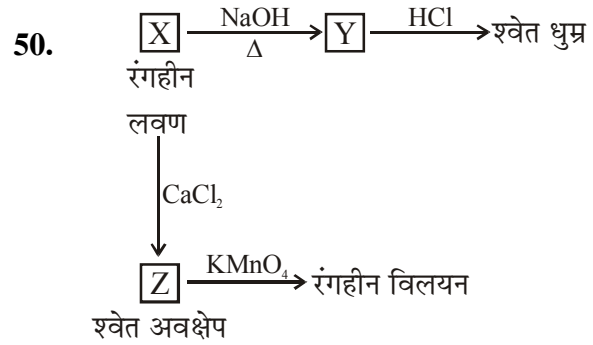 50. X NaOH Δ Y HCl श्वेत धुम्र
रंगहीन
लवण
CaCl₂
Z KMnO₄ रंगहीन विलयन
श्वेत अवक्षेप